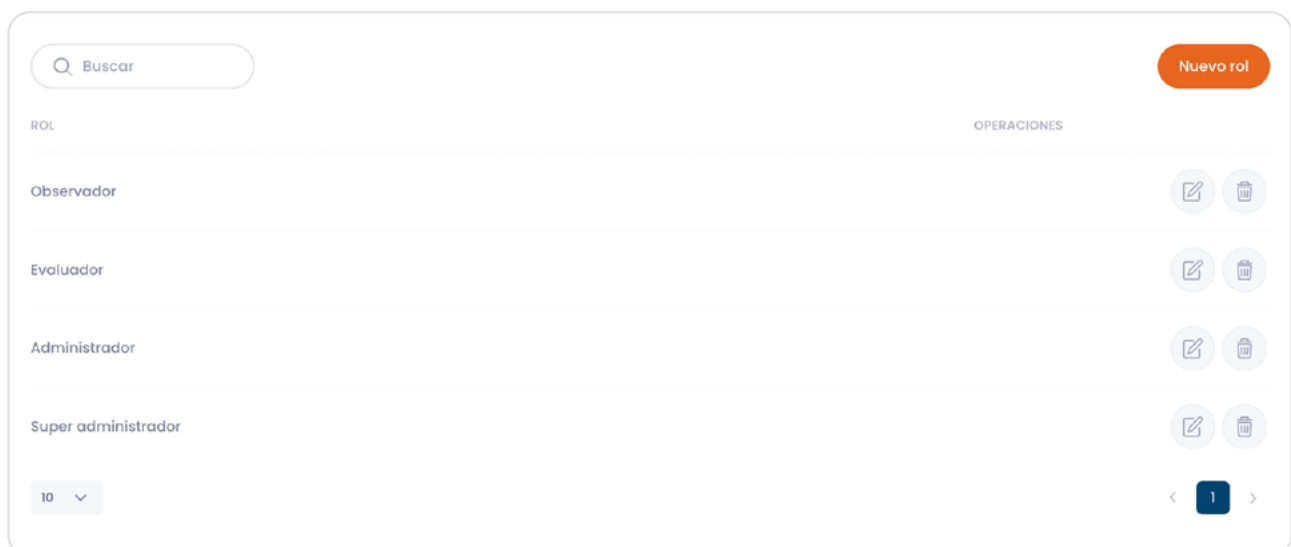 Buscar
Nuevo rol
ROL
OPERACIONES
Observador
Evaluador
Administrador
Super administrador
10
1